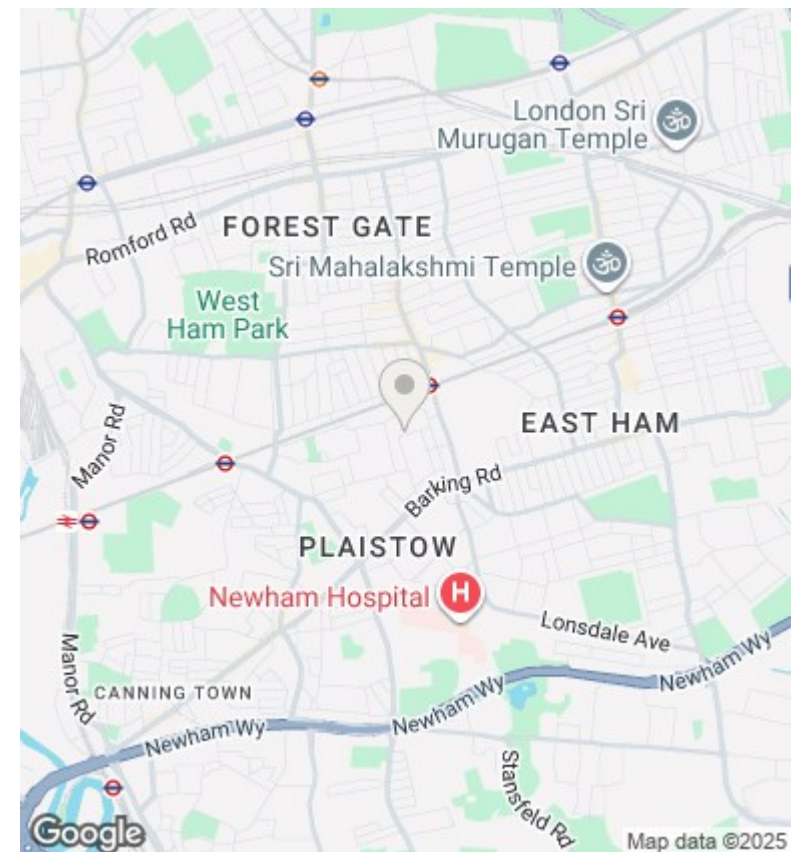 London Sri
Murugan Temple
FOREST GATE
Romford Rd
Sri Mahalakshmi Temple
West
Ham Park
EAST HAM
Manor Rd
Barking Rd
PLAISTOW
Newham Hospital
H
Lonsdale Ave
Manor Rd
CANNING TOWN
Newham Wy
Newham Wy
Newham Wy
Stansfeld Rd
Google
Map data ©2025